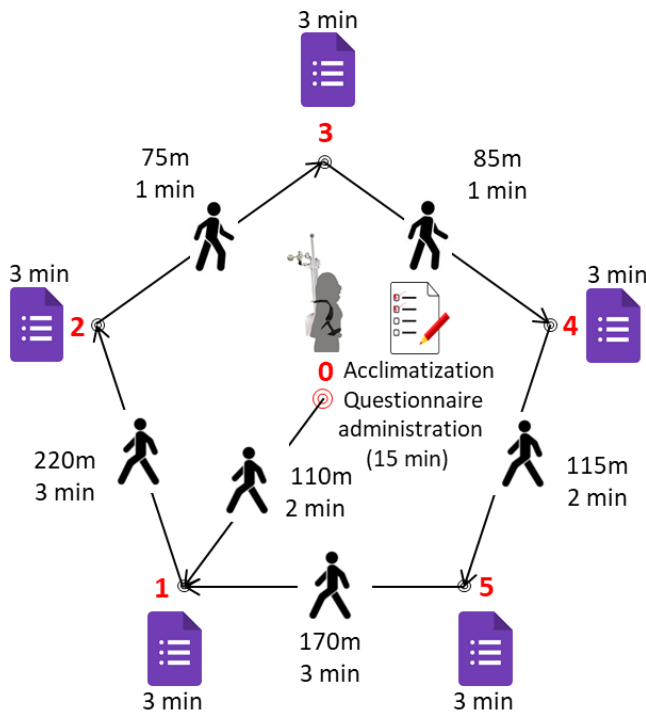 3 min
3
75m
1 min
85m
1 min
3 min
2
3 min
4
0 Acclimatization
Questionnaire
administration
(15 min)
220m
3 min
110m
2 min
115m
2 min
1
5
3 min
170m
3 min
3 min